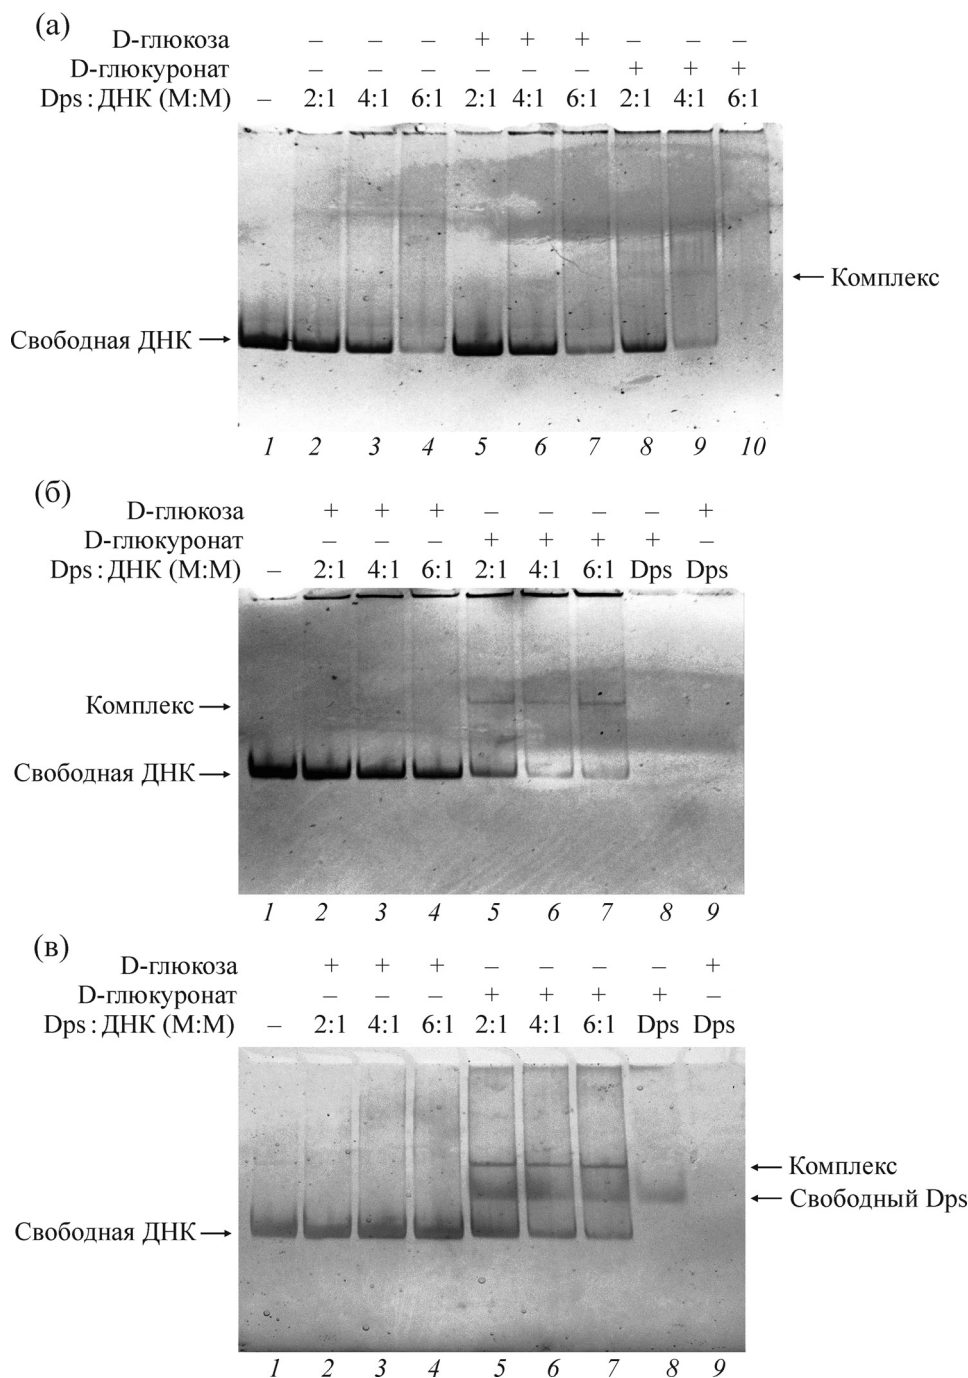 (а)
D-глюкоза – – – + + + – – –
D-глюкуронат – – – – – – + + +
Dps : ДНК (М:М) – 2:1 4:1 6:1 2:1 4:1 6:1 2:1 4:1 6:1
Комплекс
Свободная ДНК
1 2 3 4 5 6 7 8 9 10
(б)
D-глюкоза + + + – – – – +
D-глюкуронат – – – + + + + –
Dps : ДНК (М:М) – 2:1 4:1 6:1 2:1 4:1 6:1 Dps Dps
Комплекс
Свободная ДНК
1 2 3 4 5 6 7 8 9
(в)
D-глюкоза + + + – – – – +
D-глюкуронат – – – + + + + –
Dps : ДНК (М:М) – 2:1 4:1 6:1 2:1 4:1 6:1 Dps Dps
Комплекс
Свободный Dps
Свободная ДНК
1 2 3 4 5 6 7 8 9